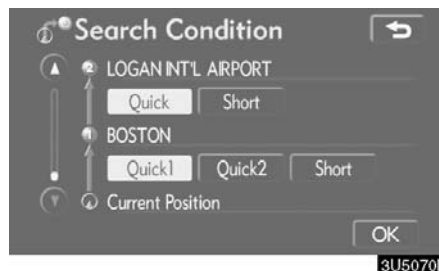 Search Condition
LOGAN INT'L AIRPORT
Quick Short
BOSTON
Quick1 Quick2 Short
Current Position
OK
3U5070